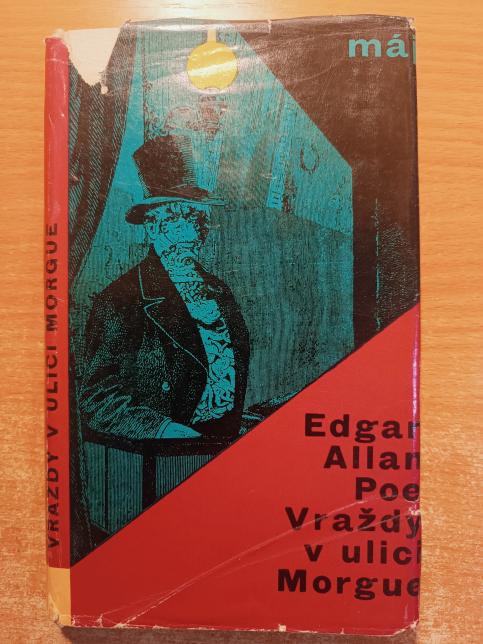 máj
Edgar
Allan
Poe
Vraždy
v ulici
Morgue
VRAŽDY V ULICI MORGUE